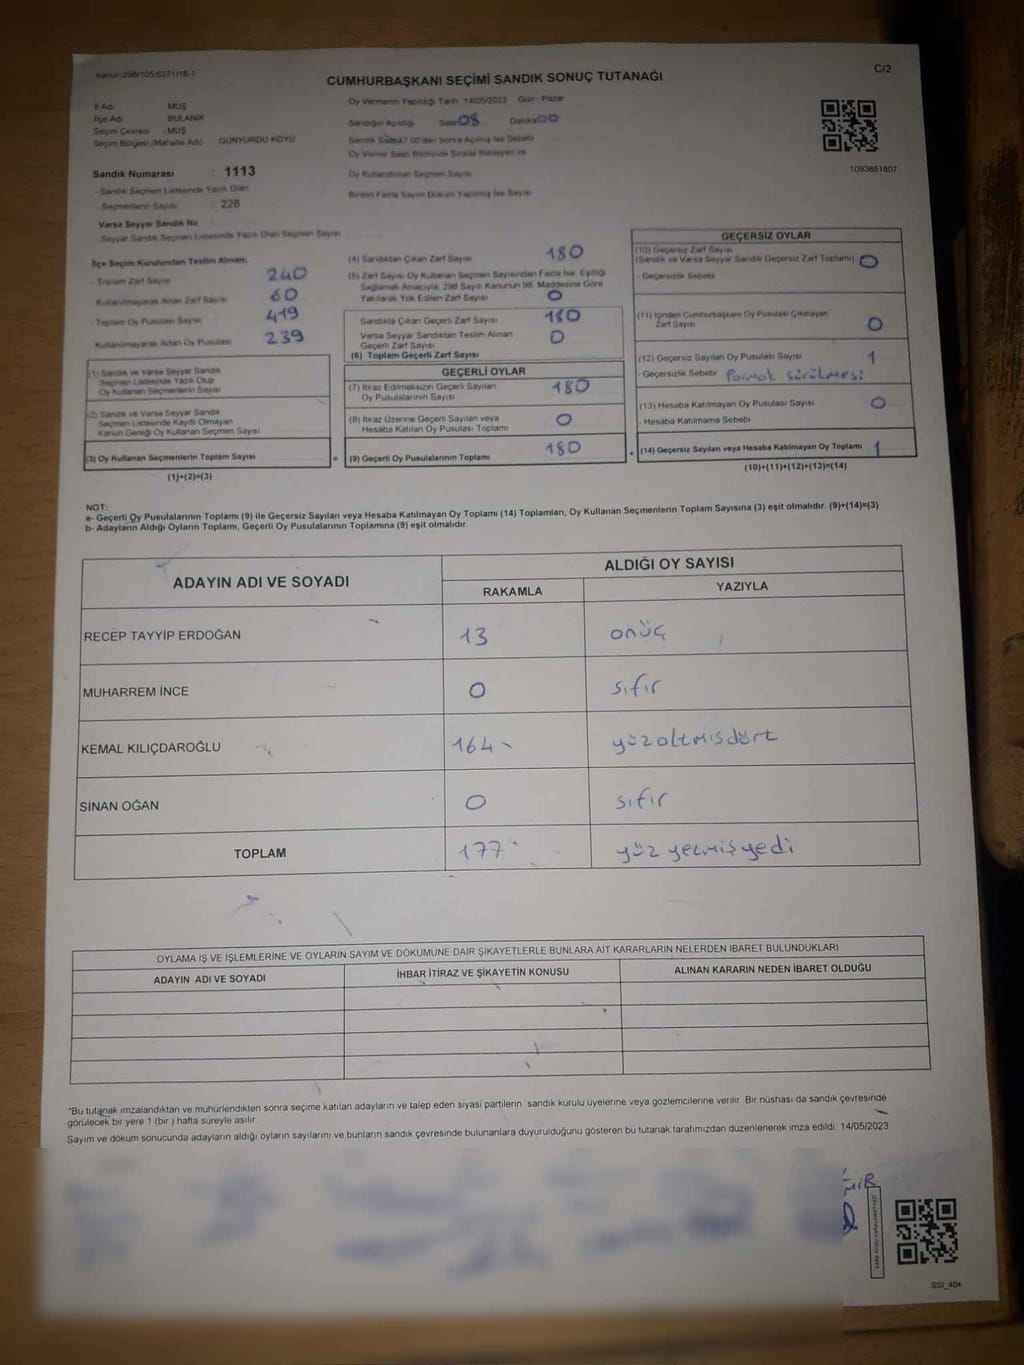 Kanun:298/105;6271/18-1
C/2
CUMHURBAŞKANI SEÇİMİ SANDIK SONUÇ TUTANAĞI
İl Adı MUŞ
İlçe Adı BULANIK
Seçim Çevresi : MUŞ
Seçim Bölgesi (Mahalle Adı) GÜNYURDU KÖYÜ
Oy Vermenin Yapıldığı Tarih 14/05/2023 Gün : Pazar
Sandığın Açıldığı Saat 08 Dakika 00
Sandık Saat 17 00'den Sonra Açılmış İse Sebebi
Oy Verme Saati Bitiminde Sırada Bekleyen ve
Oy Kullandırılan Seçmen Sayısı
Birden Fazla Sayım Döküm Yapılmış İse Sayısı
1093851607
Sandık Numarası : 1113
- Sandık Seçmen Listesinde Yazılı Olan
Seçmenlerin Sayısı 228
Varsa Seyyar Sandık No
- Seyyar Sandık Seçmen Listesinde Yazılı Olan Seçmen Sayısı
İlçe Seçim Kurulundan Teslim Alınan;
- Toplam Zarf Sayısı 240
Kullanılmayarak Artan Zarf Sayısı 60
- Toplam Oy Pusulası Sayısı 419
Kullanılmayarak Artan Oy Pusulası 239
(1) Sandık ve Varsa Seyyar Sandık
Seçmen Listesinde Yazılı Olup
Oy Kullanan Seçmenlerin Sayısı
(2) Sandık ve Varsa Seyyar Sandık
Seçmen Listesinde Kayıtlı Olmayan
Kanun Gereği Oy Kullanan Seçmen Sayısı
(3) Oy Kullanan Seçmenlerin Toplam Sayısı
(1)+(2)=(3)
(4) Sandıktan Çıkan Zarf Sayısı 180
(5) Zarf Sayısı Oy Kullanan Seçmen Sayısından Fazla İse, Eşitliği
Sağlamak Amacıyla, 298 Sayılı Kanunun 98. Maddesine Göre
Yakılarak Yok Edilen Zarf Sayısı 0
Sandıkta Çıkan Geçerli Zarf Sayısı 180
Varsa Seyyar Sandıktan Teslim Alınan
Geçerli Zarf Sayısı 0
(6) Toplam Geçerli Zarf Sayısı
GEÇERLİ OYLAR
(7) İtiraz Edilmeksizin Geçerli Sayılan
Oy Pusulalarının Sayısı 180
(8) İtiraz Üzerine Geçerli Sayılan veya
Hesaba Katılan Oy Pusulası Toplamı 0
=
(9) Geçerli Oy Pusulalarının Toplamı 180
+
GEÇERSİZ OYLAR
(10) Geçersiz Zarf Sayısı
(Sandık ve Varsa Seyyar Sandık Geçersiz Zarf Toplamı) 0
- Geçersizlik Sebebi
(11) İçinden Cumhurbaşkanı Oy Pusulası Çıkmayan
Zarf Sayısı 0
(12) Geçersiz Sayılan Oy Pusulası Sayısı 1
- Geçersizlik Sebebi Parmak sürülmesi
(13) Hesaba Katılmayan Oy Pusulası Sayısı 0
- Hesaba Katılmama Sebebi
(14) Geçersiz Sayılan veya Hesaba Katılmayan Oy Toplamı 1
(10)+(11)+(12)+(13)=(14)
NOT:
a- Geçerli Oy Pusulalarının Toplamı (9) ile Geçersiz Sayılan veya Hesaba Katılmayan Oy Toplamı (14) Toplamları, Oy Kullanan Seçmenlerin Toplam Sayısına (3) eşit olmalıdır. (9)+(14)=(3)
b- Adayların Aldığı Oyların Toplamı, Geçerli Oy Pusulalarının Toplamına (9) eşit olmalıdır.
ADAYIN ADI VE SOYADI
ALDIĞI OY SAYISI
RAKAMLA YAZIYLA
RECEP TAYYİP ERDOĞAN 13 onüç
MUHARREM İNCE 0 sıfır
KEMAL KILIÇDAROĞLU 164 yüzaltmışdört
SİNAN OĞAN 0 sıfır
TOPLAM 177 yüz yetmiş yedi
OYLAMA İŞ VE İŞLEMLERİNE VE OYLARIN SAYIM VE DÖKÜMÜNE DAİR ŞİKAYETLERLE BUNLARA AİT KARARLARIN NELERDEN İBARET BULUNDUKLARI
ADAYIN ADI VE SOYADI İHBAR İTİRAZ VE ŞİKAYETİN KONUSU ALINAN KARARIN NEDEN İBARET OLDUĞU
*Bu tutanak imzalandıktan ve mühürlendikten sonra seçime katılan adayların ve talep eden siyasi partilerin sandık kurulu üyelerine veya gözlemcilerine verilir. Bir nüshası da sandık çevresinde
görülecek bir yere 1 (bir ) hafta süreyle asılır.
Sayım ve döküm sonucunda adayların aldığı oyların sayılarını ve bunların sandık çevresinde bulunanlara duyurulduğunu gösteren bu tutanak tarafımızdan düzenlenerek imza edildi. 14/05/2023
SSI_404